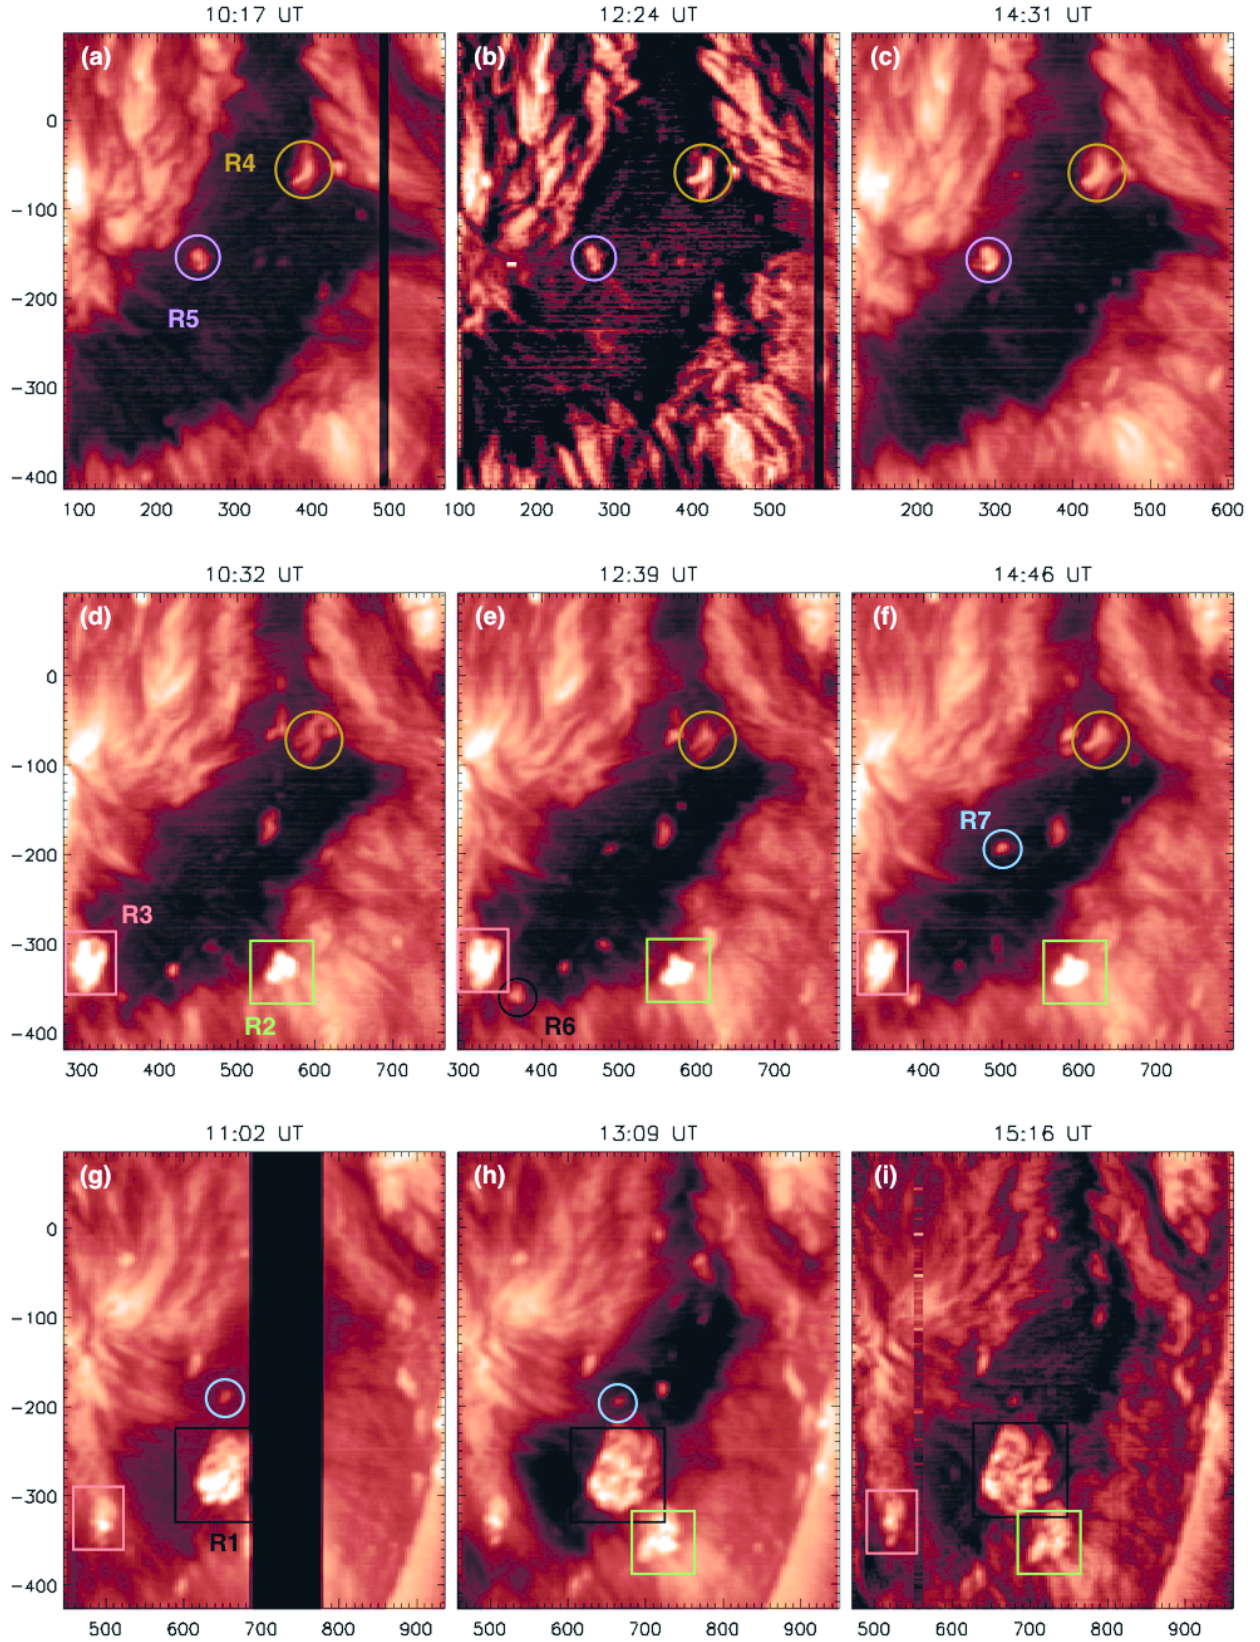 10:17 UT 12:24 UT 14:31 UT
(a) (b) (c)
0
R4
−100
−200
R5
−300
−400
100 200 300 400 500 100 200 300 400 500 200 300 400 500 600
10:32 UT 12:39 UT 14:46 UT
(d) (e) (f)
0
−100
R7
−200
R3
−300
R2 R6
−400
300 400 500 600 700 300 400 500 600 700 400 500 600 700
11:02 UT 13:09 UT 15:16 UT
(g) (h) (i)
0
−100
−200
−300
R1
−400
500 600 700 800 900 500 600 700 800 900 500 600 700 800 900